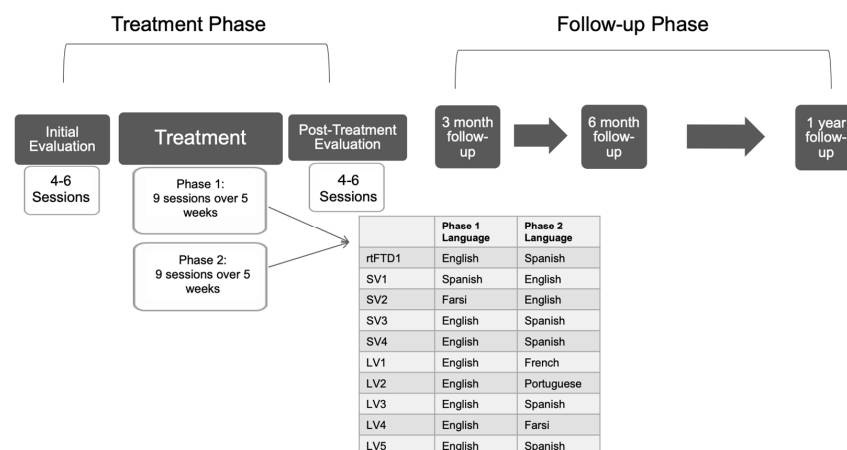 Treatment Phase
Follow-up Phase
Initial
Evaluation
Treatment
Post-Treatment
Evaluation
3 month
follow-
up
6 month
follow-
up
1 year
follow-
up
4-6
Sessions
Phase 1:
9 sessions over 5
weeks
4-6
Sessions
Phase 2:
9 sessions over 5
weeks
Phase 1
Language
Phase 2
Language
rtFTD1 English Spanish
SV1 Spanish English
SV2 Farsi English
SV3 English Spanish
SV4 English Spanish
LV1 English French
LV2 English Portuguese
LV3 English Spanish
LV4 English Farsi
LV5 English Spanish